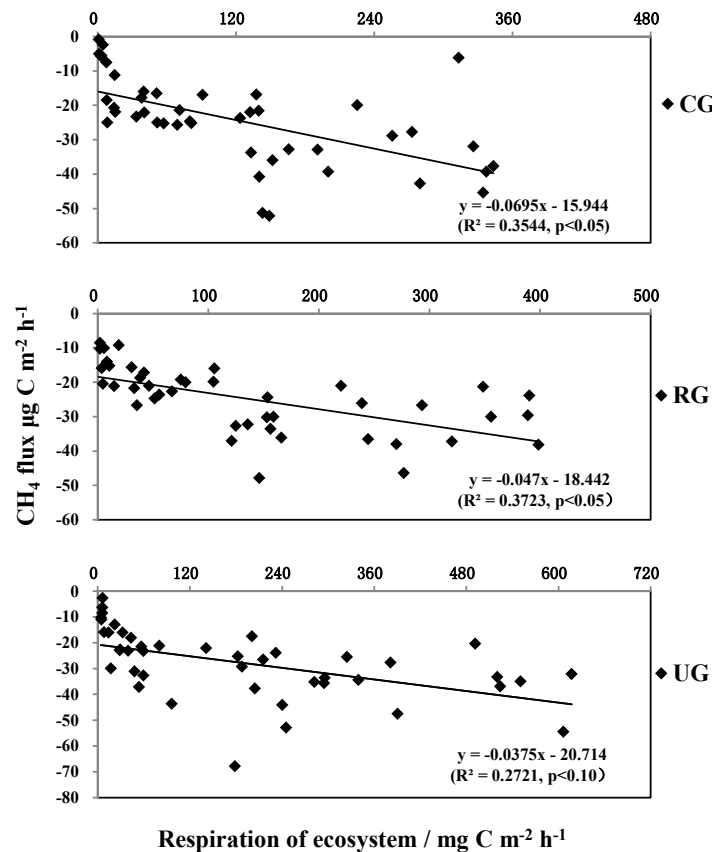 0 120 240 360 480
0
-10
-20
-30
-40
-50
-60
CG
y = -0.0695x - 15.944
(R² = 0.3544, p<0.05)
0 100 200 300 400 500
0
-10
-20
-30
-40
-50
-60
RG
y = -0.047x - 18.442
(R² = 0.3723, p<0.05）
CH₄ flux µg C m⁻² h⁻¹
0 120 240 360 480 600 720
0
-10
-20
-30
-40
-50
-60
-70
-80
UG
y = -0.0375x - 20.714
(R² = 0.2721, p<0.10）
Respiration of ecosystem / mg C m⁻² h⁻¹